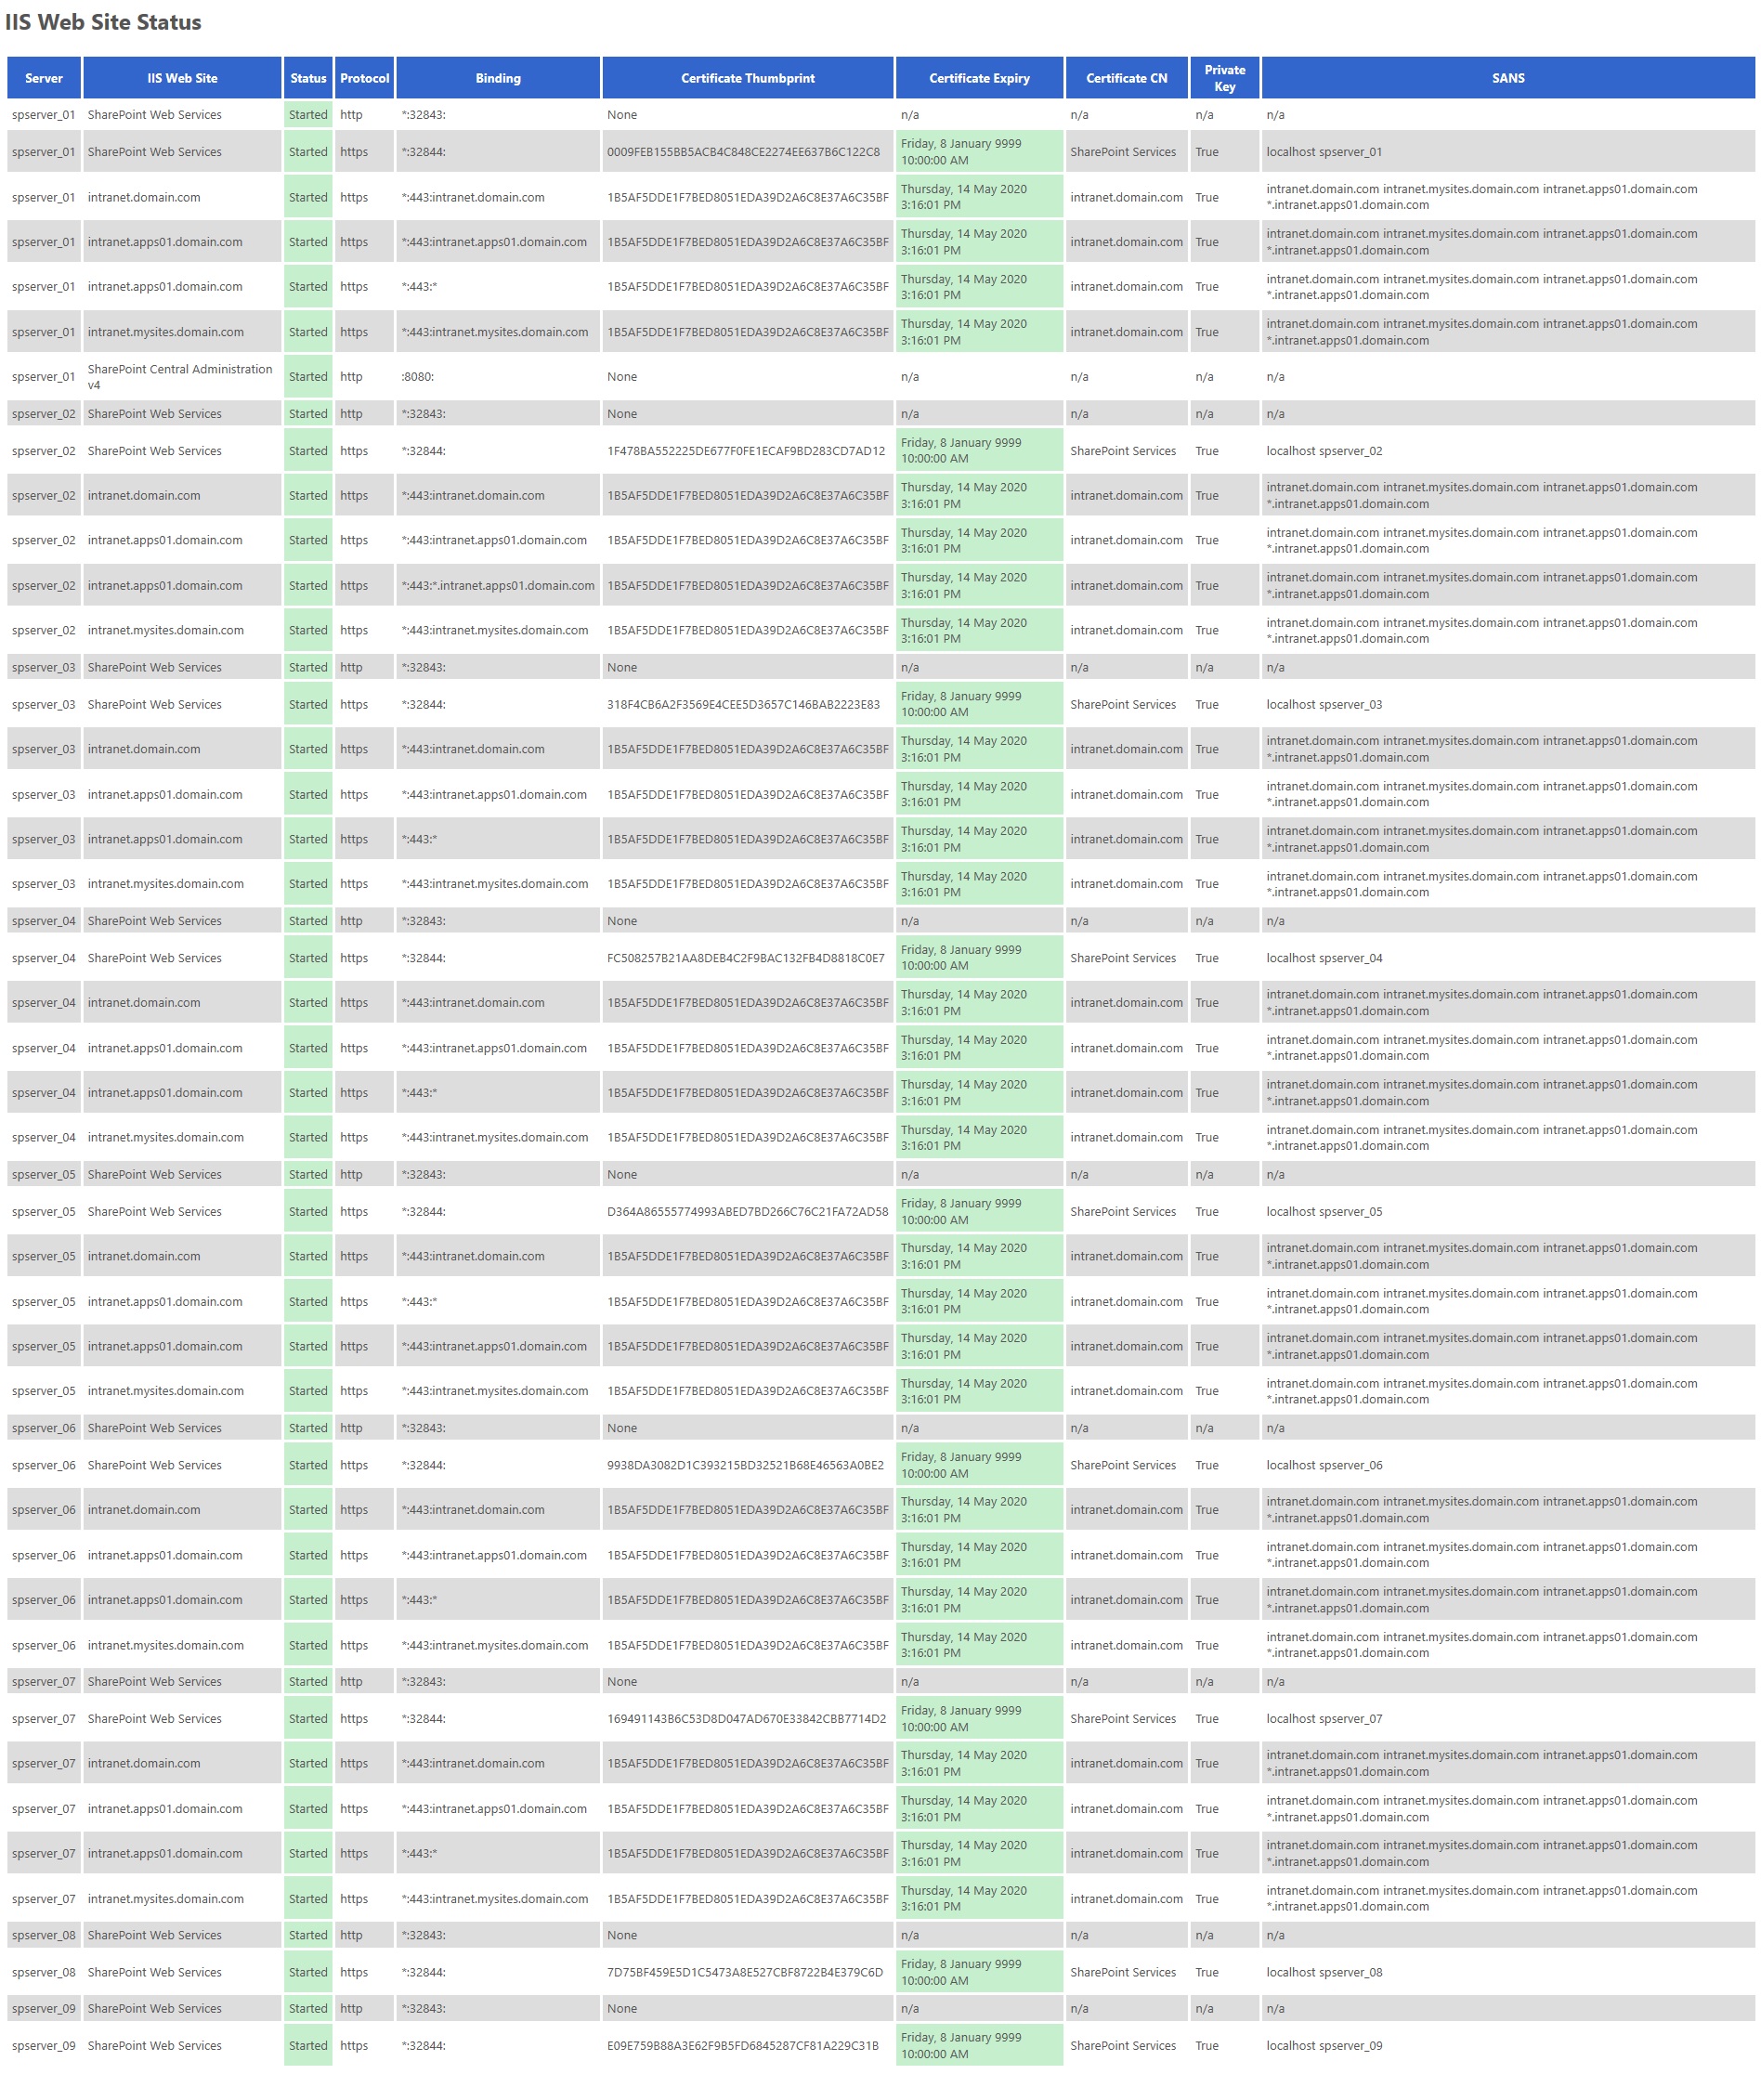 IIS Web Site Status
Server IIS Web Site Status Protocol Binding Certificate Thumbprint Certificate Expiry Certificate CN Private Key SANS
spserver_01 SharePoint Web Services Started http *:32843: None n/a n/a n/a n/a
spserver_01 SharePoint Web Services Started https *:32844: 0009FEB155BB5ACB4C848CE2274EE637B6C122C8 Friday, 8 January 9999 10:00:00 AM SharePoint Services True localhost spserver_01
spserver_01 intranet.domain.com Started https *:443:intranet.domain.com 1B5AF5DDE1F7BED8051EDA39D2A6C8E37A6C35BF Thursday, 14 May 2020 3:16:01 PM intranet.domain.com True intranet.domain.com intranet.mysites.domain.com intranet.apps01.domain.com *.intranet.apps01.domain.com
spserver_01 intranet.apps01.domain.com Started https *:443:intranet.apps01.domain.com 1B5AF5DDE1F7BED8051EDA39D2A6C8E37A6C35BF Thursday, 14 May 2020 3:16:01 PM intranet.domain.com True intranet.domain.com intranet.mysites.domain.com intranet.apps01.domain.com *.intranet.apps01.domain.com
spserver_01 intranet.apps01.domain.com Started https *:443:* 1B5AF5DDE1F7BED8051EDA39D2A6C8E37A6C35BF Thursday, 14 May 2020 3:16:01 PM intranet.domain.com True intranet.domain.com intranet.mysites.domain.com intranet.apps01.domain.com *.intranet.apps01.domain.com
spserver_01 intranet.mysites.domain.com Started https *:443:intranet.mysites.domain.com 1B5AF5DDE1F7BED8051EDA39D2A6C8E37A6C35BF Thursday, 14 May 2020 3:16:01 PM intranet.domain.com True intranet.domain.com intranet.mysites.domain.com intranet.apps01.domain.com *.intranet.apps01.domain.com
spserver_01 SharePoint Central Administration v4 Started http :8080: None n/a n/a n/a n/a
spserver_02 SharePoint Web Services Started http *:32843: None n/a n/a n/a n/a
spserver_02 SharePoint Web Services Started https *:32844: 1F478BA552225DE677F0FE1ECAF9BD283CD7AD12 Friday, 8 January 9999 10:00:00 AM SharePoint Services True localhost spserver_02
spserver_02 intranet.domain.com Started https *:443:intranet.domain.com 1B5AF5DDE1F7BED8051EDA39D2A6C8E37A6C35BF Thursday, 14 May 2020 3:16:01 PM intranet.domain.com True intranet.domain.com intranet.mysites.domain.com intranet.apps01.domain.com *.intranet.apps01.domain.com
spserver_02 intranet.apps01.domain.com Started https *:443:intranet.apps01.domain.com 1B5AF5DDE1F7BED8051EDA39D2A6C8E37A6C35BF Thursday, 14 May 2020 3:16:01 PM intranet.domain.com True intranet.domain.com intranet.mysites.domain.com intranet.apps01.domain.com *.intranet.apps01.domain.com
spserver_02 intranet.apps01.domain.com Started https *:443:*.intranet.apps01.domain.com 1B5AF5DDE1F7BED8051EDA39D2A6C8E37A6C35BF Thursday, 14 May 2020 3:16:01 PM intranet.domain.com True intranet.domain.com intranet.mysites.domain.com intranet.apps01.domain.com *.intranet.apps01.domain.com
spserver_02 intranet.mysites.domain.com Started https *:443:intranet.mysites.domain.com 1B5AF5DDE1F7BED8051EDA39D2A6C8E37A6C35BF Thursday, 14 May 2020 3:16:01 PM intranet.domain.com True intranet.domain.com intranet.mysites.domain.com intranet.apps01.domain.com *.intranet.apps01.domain.com
spserver_03 SharePoint Web Services Started http *:32843: None n/a n/a n/a n/a
spserver_03 SharePoint Web Services Started https *:32844: 318F4CB6A2F3569E4CEE5D3657C146BAB2223E83 Friday, 8 January 9999 10:00:00 AM SharePoint Services True localhost spserver_03
spserver_03 intranet.domain.com Started https *:443:intranet.domain.com 1B5AF5DDE1F7BED8051EDA39D2A6C8E37A6C35BF Thursday, 14 May 2020 3:16:01 PM intranet.domain.com True intranet.domain.com intranet.mysites.domain.com intranet.apps01.domain.com *.intranet.apps01.domain.com
spserver_03 intranet.apps01.domain.com Started https *:443:intranet.apps01.domain.com 1B5AF5DDE1F7BED8051EDA39D2A6C8E37A6C35BF Thursday, 14 May 2020 3:16:01 PM intranet.domain.com True intranet.domain.com intranet.mysites.domain.com intranet.apps01.domain.com *.intranet.apps01.domain.com
spserver_03 intranet.apps01.domain.com Started https *:443:* 1B5AF5DDE1F7BED8051EDA39D2A6C8E37A6C35BF Thursday, 14 May 2020 3:16:01 PM intranet.domain.com True intranet.domain.com intranet.mysites.domain.com intranet.apps01.domain.com *.intranet.apps01.domain.com
spserver_03 intranet.mysites.domain.com Started https *:443:intranet.mysites.domain.com 1B5AF5DDE1F7BED8051EDA39D2A6C8E37A6C35BF Thursday, 14 May 2020 3:16:01 PM intranet.domain.com True intranet.domain.com intranet.mysites.domain.com intranet.apps01.domain.com *.intranet.apps01.domain.com
spserver_04 SharePoint Web Services Started http *:32843: None n/a n/a n/a n/a
spserver_04 SharePoint Web Services Started https *:32844: FC508257B21AA8DEB4C2F9BAC132FB4D8818C0E7 Friday, 8 January 9999 10:00:00 AM SharePoint Services True localhost spserver_04
spserver_04 intranet.domain.com Started https *:443:intranet.domain.com 1B5AF5DDE1F7BED8051EDA39D2A6C8E37A6C35BF Thursday, 14 May 2020 3:16:01 PM intranet.domain.com True intranet.domain.com intranet.mysites.domain.com intranet.apps01.domain.com *.intranet.apps01.domain.com
spserver_04 intranet.apps01.domain.com Started https *:443:intranet.apps01.domain.com 1B5AF5DDE1F7BED8051EDA39D2A6C8E37A6C35BF Thursday, 14 May 2020 3:16:01 PM intranet.domain.com True intranet.domain.com intranet.mysites.domain.com intranet.apps01.domain.com *.intranet.apps01.domain.com
spserver_04 intranet.apps01.domain.com Started https *:443:* 1B5AF5DDE1F7BED8051EDA39D2A6C8E37A6C35BF Thursday, 14 May 2020 3:16:01 PM intranet.domain.com True intranet.domain.com intranet.mysites.domain.com intranet.apps01.domain.com *.intranet.apps01.domain.com
spserver_04 intranet.mysites.domain.com Started https *:443:intranet.mysites.domain.com 1B5AF5DDE1F7BED8051EDA39D2A6C8E37A6C35BF Thursday, 14 May 2020 3:16:01 PM intranet.domain.com True intranet.domain.com intranet.mysites.domain.com intranet.apps01.domain.com *.intranet.apps01.domain.com
spserver_05 SharePoint Web Services Started http *:32843: None n/a n/a n/a n/a
spserver_05 SharePoint Web Services Started https *:32844: D364A86555774993ABED7BD266C76C21FA72AD58 Friday, 8 January 9999 10:00:00 AM SharePoint Services True localhost spserver_05
spserver_05 intranet.domain.com Started https *:443:intranet.domain.com 1B5AF5DDE1F7BED8051EDA39D2A6C8E37A6C35BF Thursday, 14 May 2020 3:16:01 PM intranet.domain.com True intranet.domain.com intranet.mysites.domain.com intranet.apps01.domain.com *.intranet.apps01.domain.com
spserver_05 intranet.apps01.domain.com Started https *:443:* 1B5AF5DDE1F7BED8051EDA39D2A6C8E37A6C35BF Thursday, 14 May 2020 3:16:01 PM intranet.domain.com True intranet.domain.com intranet.mysites.domain.com intranet.apps01.domain.com *.intranet.apps01.domain.com
spserver_05 intranet.apps01.domain.com Started https *:443:intranet.apps01.domain.com 1B5AF5DDE1F7BED8051EDA39D2A6C8E37A6C35BF Thursday, 14 May 2020 3:16:01 PM intranet.domain.com True intranet.domain.com intranet.mysites.domain.com intranet.apps01.domain.com *.intranet.apps01.domain.com
spserver_05 intranet.mysites.domain.com Started https *:443:intranet.mysites.domain.com 1B5AF5DDE1F7BED8051EDA39D2A6C8E37A6C35BF Thursday, 14 May 2020 3:16:01 PM intranet.domain.com True intranet.domain.com intranet.mysites.domain.com intranet.apps01.domain.com *.intranet.apps01.domain.com
spserver_06 SharePoint Web Services Started http *:32843: None n/a n/a n/a n/a
spserver_06 SharePoint Web Services Started https *:32844: 9938DA3082D1C393215BD32521B68E46563A0BE2 Friday, 8 January 9999 10:00:00 AM SharePoint Services True localhost spserver_06
spserver_06 intranet.domain.com Started https *:443:intranet.domain.com 1B5AF5DDE1F7BED8051EDA39D2A6C8E37A6C35BF Thursday, 14 May 2020 3:16:01 PM intranet.domain.com True intranet.domain.com intranet.mysites.domain.com intranet.apps01.domain.com *.intranet.apps01.domain.com
spserver_06 intranet.apps01.domain.com Started https *:443:intranet.apps01.domain.com 1B5AF5DDE1F7BED8051EDA39D2A6C8E37A6C35BF Thursday, 14 May 2020 3:16:01 PM intranet.domain.com True intranet.domain.com intranet.mysites.domain.com intranet.apps01.domain.com *.intranet.apps01.domain.com
spserver_06 intranet.apps01.domain.com Started https *:443:* 1B5AF5DDE1F7BED8051EDA39D2A6C8E37A6C35BF Thursday, 14 May 2020 3:16:01 PM intranet.domain.com True intranet.domain.com intranet.mysites.domain.com intranet.apps01.domain.com *.intranet.apps01.domain.com
spserver_06 intranet.mysites.domain.com Started https *:443:intranet.mysites.domain.com 1B5AF5DDE1F7BED8051EDA39D2A6C8E37A6C35BF Thursday, 14 May 2020 3:16:01 PM intranet.domain.com True intranet.domain.com intranet.mysites.domain.com intranet.apps01.domain.com *.intranet.apps01.domain.com
spserver_07 SharePoint Web Services Started http *:32843: None n/a n/a n/a n/a
spserver_07 SharePoint Web Services Started https *:32844: 169491143B6C53D8D047AD670E33842CBB7714D2 Friday, 8 January 9999 10:00:00 AM SharePoint Services True localhost spserver_07
spserver_07 intranet.domain.com Started https *:443:intranet.domain.com 1B5AF5DDE1F7BED8051EDA39D2A6C8E37A6C35BF Thursday, 14 May 2020 3:16:01 PM intranet.domain.com True intranet.domain.com intranet.mysites.domain.com intranet.apps01.domain.com *.intranet.apps01.domain.com
spserver_07 intranet.apps01.domain.com Started https *:443:intranet.apps01.domain.com 1B5AF5DDE1F7BED8051EDA39D2A6C8E37A6C35BF Thursday, 14 May 2020 3:16:01 PM intranet.domain.com True intranet.domain.com intranet.mysites.domain.com intranet.apps01.domain.com *.intranet.apps01.domain.com
spserver_07 intranet.apps01.domain.com Started https *:443:* 1B5AF5DDE1F7BED8051EDA39D2A6C8E37A6C35BF Thursday, 14 May 2020 3:16:01 PM intranet.domain.com True intranet.domain.com intranet.mysites.domain.com intranet.apps01.domain.com *.intranet.apps01.domain.com
spserver_07 intranet.mysites.domain.com Started https *:443:intranet.mysites.domain.com 1B5AF5DDE1F7BED8051EDA39D2A6C8E37A6C35BF Thursday, 14 May 2020 3:16:01 PM intranet.domain.com True intranet.domain.com intranet.mysites.domain.com intranet.apps01.domain.com *.intranet.apps01.domain.com
spserver_08 SharePoint Web Services Started http *:32843: None n/a n/a n/a n/a
spserver_08 SharePoint Web Services Started https *:32844: 7D75BF459E5D1C5473A8E527CBF8722B4E379C6D Friday, 8 January 9999 10:00:00 AM SharePoint Services True localhost spserver_08
spserver_09 SharePoint Web Services Started http *:32843: None n/a n/a n/a n/a
spserver_09 SharePoint Web Services Started https *:32844: E09E759B88A3E62F9B5FD6845287CF81A229C31B Friday, 8 January 9999 10:00:00 AM SharePoint Services True localhost spserver_09